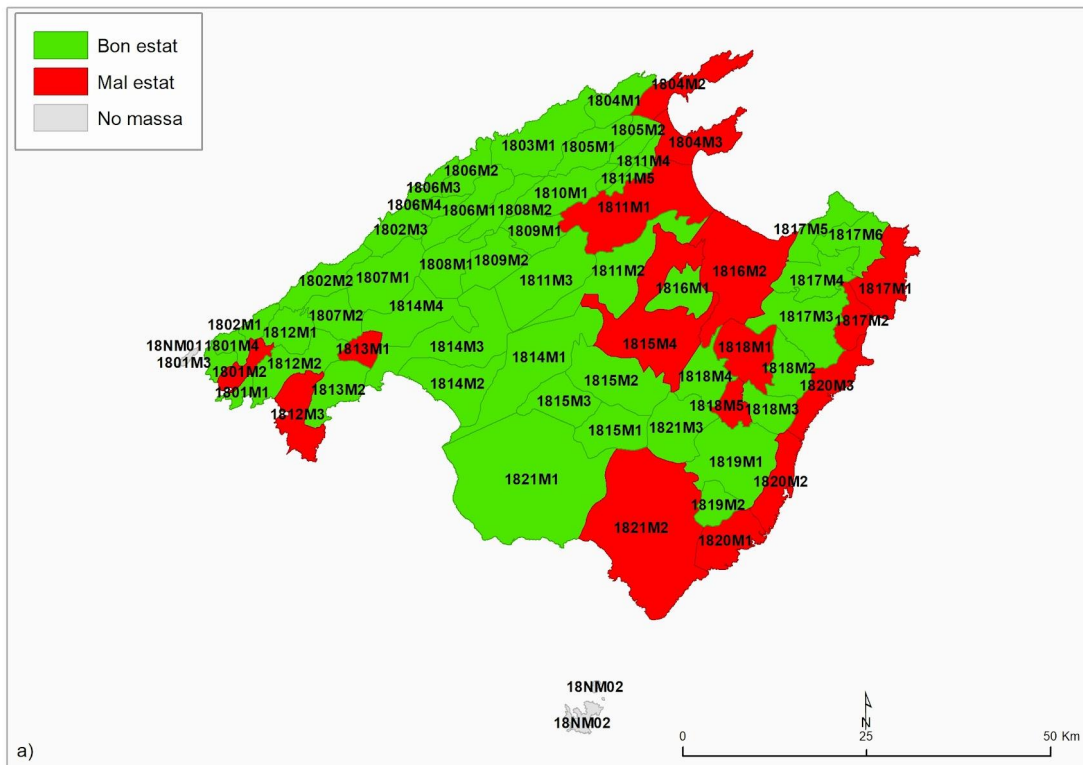 Bon estat
Mal estat
No massa
1804M2
1804M1
1805M2
1804M3
1803M1
1805M1
1811M4
1806M2
1811M5
1806M3
1810M1
1806M4
1806M1
1808M2
1811M1
1802M3
1809M1
1817M5
1817M6
1808M1
1809M2
1811M2
1816M2
1802M2
1807M1
1811M3
1816M1
1817M4
1817M1
1814M4
1807M2
1817M3
1817M2
1802M1
1812M1
18NM01
1801M4
1813M1
1814M3
1815M4
1818M1
1801M3
1812M2
1814M1
1801M2
1818M2
1801M1
1813M2
1814M2
1815M2
1818M4
1820M3
1815M3
1818M5
1818M3
1812M3
1815M1
1821M3
1819M1
1821M1
1820M2
1819M2
1821M2
1820M1
18NM02
18NM02
N
0
25
50 Km
a)